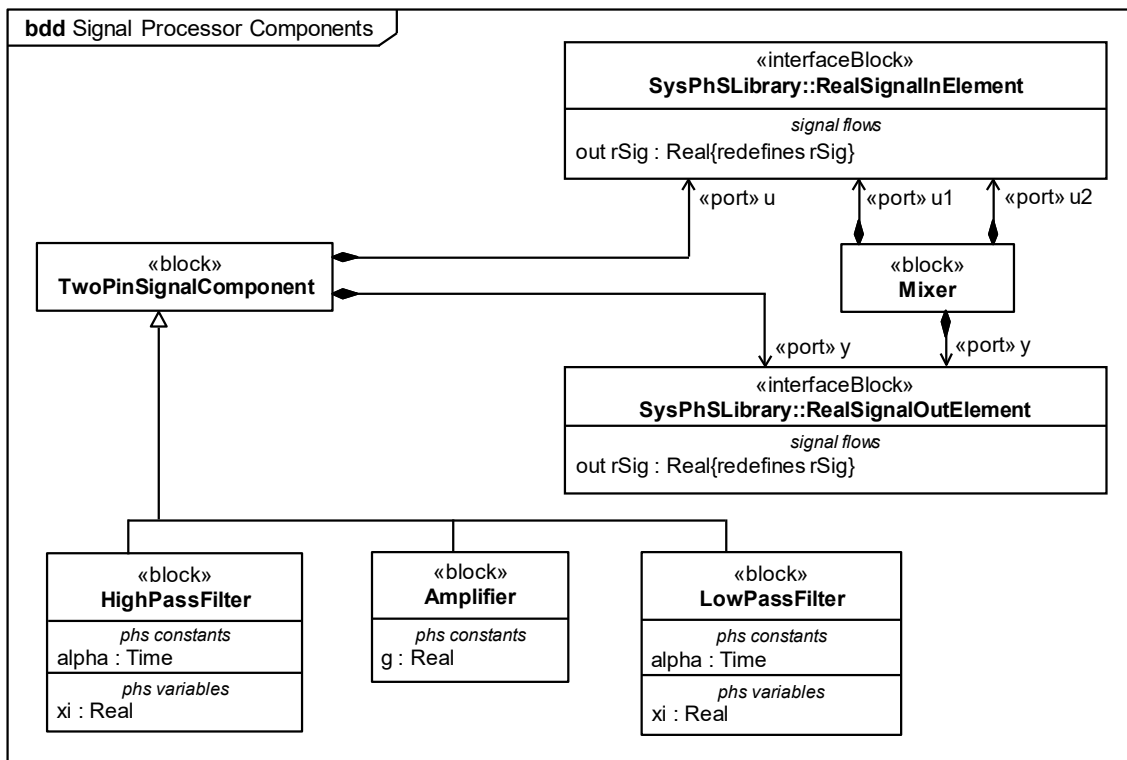 bdd Signal Processor Components
«interfaceBlock»
SysPhSLibrary::RealSignalInElement
signal flows
out rSig : Real{redefines rSig}
«port» u
«port» u1
«port» u2
«block»
TwoPinSignalComponent
«block»
Mixer
«port» y
«port» y
«interfaceBlock»
SysPhSLibrary::RealSignalOutElement
signal flows
out rSig : Real{redefines rSig}
«block»
HighPassFilter
phs constants
alpha : Time
phs variables
xi : Real
«block»
Amplifier
phs constants
g : Real
«block»
LowPassFilter
phs constants
alpha : Time
phs variables
xi : Real